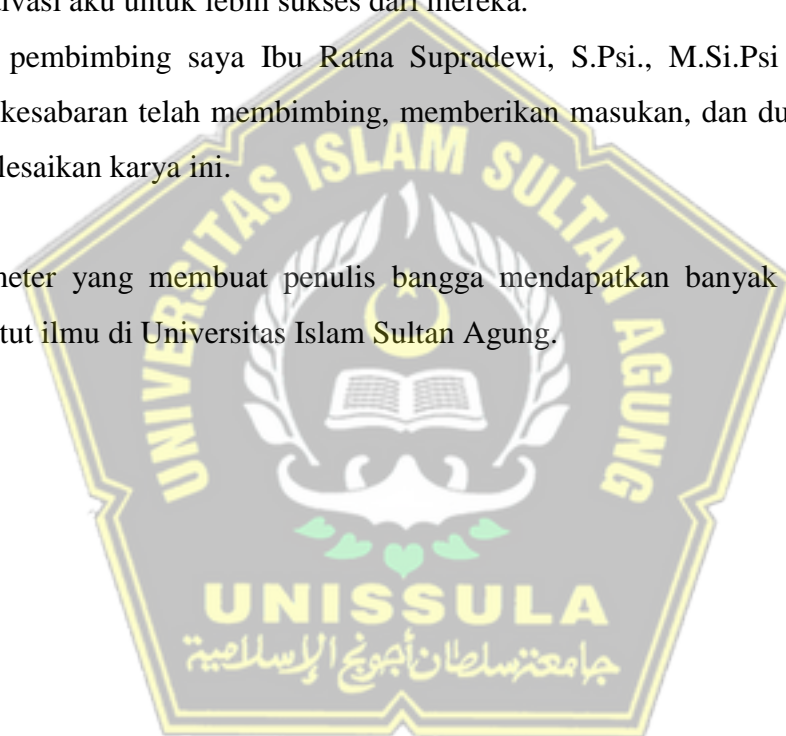 ivasi aku untuk lebih sukses dari mereka.
pembimbing saya Ibu Ratna Supradewi, S.Psi., M.Si.Psi
kesabaran telah membimbing, memberikan masukan, dan du
lesaikan karya ini.
neter yang membuat penulis bangga mendapatkan banyak
tut ilmu di Universitas Islam Sultan Agung.
UNIVERSITAS ISLAM SULTAN AGUNG
UNISSULA
جامعة سلطان أجونج الإسلامية